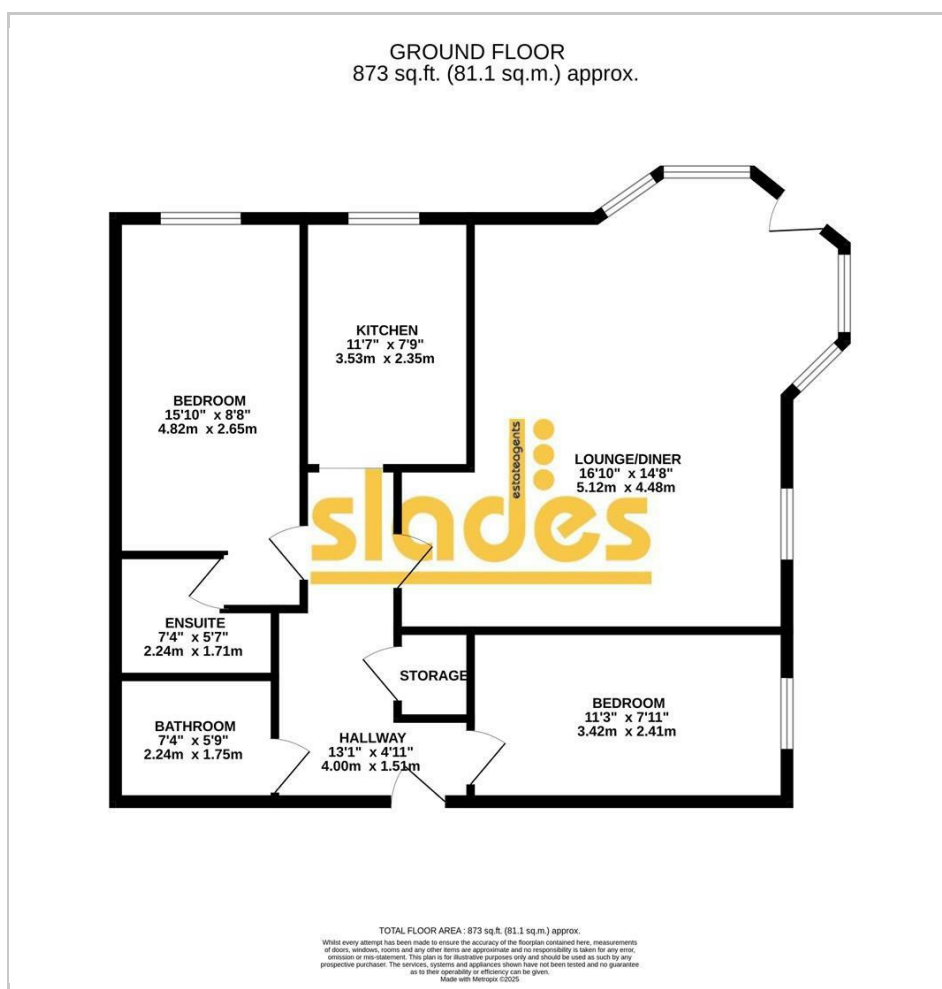 GROUND FLOOR
873 sq.ft. (81.1 sq.m.) approx.
KITCHEN
11'7" x 7'9"
3.53m x 2.35m
BEDROOM
15'10" x 8'8"
4.82m x 2.65m
LOUNGE/DINER
16'10" x 14'8"
5.12m x 4.48m
estateagents
slades
ENSUITE
7'4" x 5'7"
2.24m x 1.71m
STORAGE
BEDROOM
11'3" x 7'11"
3.42m x 2.41m
BATHROOM
7'4" x 5'9"
2.24m x 1.75m
HALLWAY
13'1" x 4'11"
4.00m x 1.51m
TOTAL FLOOR AREA : 873 sq.ft. (81.1 sq.m.) approx.
Whilst every attempt has been made to ensure the accuracy of the floorplan contained here, measurements
of doors, windows, rooms and any other items are approximate and no responsibility is taken for any error,
omission or mis-statement. This plan is for illustrative purposes only and should be used as such by any
prospective purchaser. The services, systems and appliances shown have not been tested and no guarantee
as to their operability or efficiency can be given.
Made with Metropix ©2025